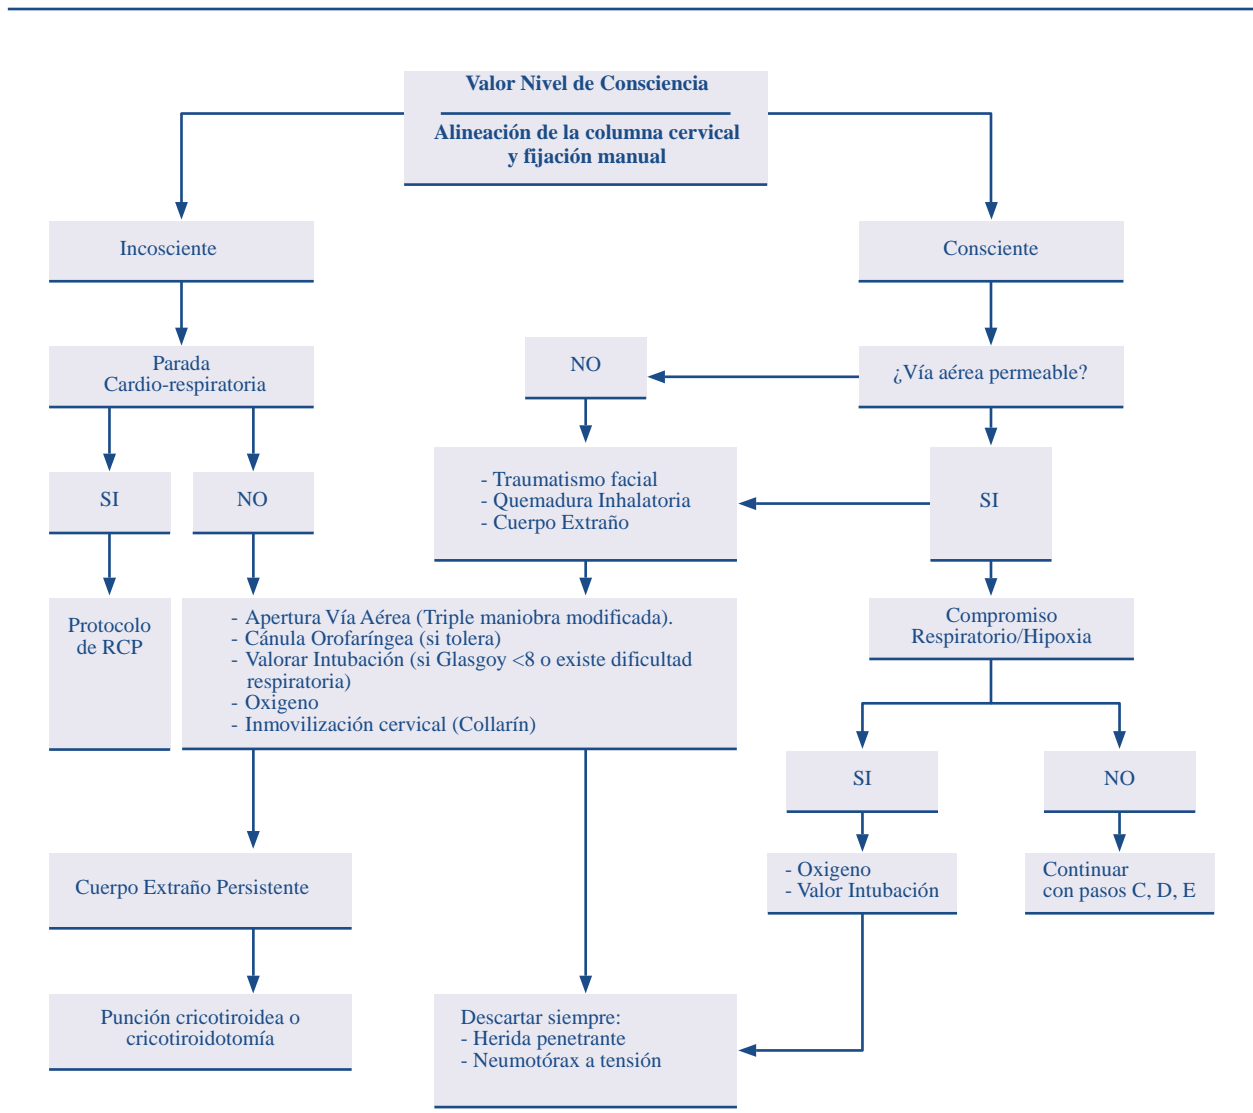 Valor Nivel de Consciencia
Alineación de la columna cervical
y fijación manual
Incosciente
Consciente
Parada
Cardio-respiratoria
NO
¿Vía aérea permeable?
SI
NO
- Traumatismo facial
- Quemadura Inhalatoria
- Cuerpo Extraño
SI
Protocolo
de RCP
- Apertura Vía Aérea (Triple maniobra modificada).
- Cánula Orofaríngea (si tolera)
- Valorar Intubación (si Glasgoy <8 o existe dificultad
respiratoria)
- Oxigeno
- Inmovilización cervical (Collarín)
Compromiso
Respiratorio/Hipoxia
SI
NO
Cuerpo Extraño Persistente
- Oxigeno
- Valor Intubación
Continuar
con pasos C, D, E
Punción cricotiroidea o
cricotiroidotomía
Descartar siempre:
- Herida penetrante
- Neumotórax a tensión